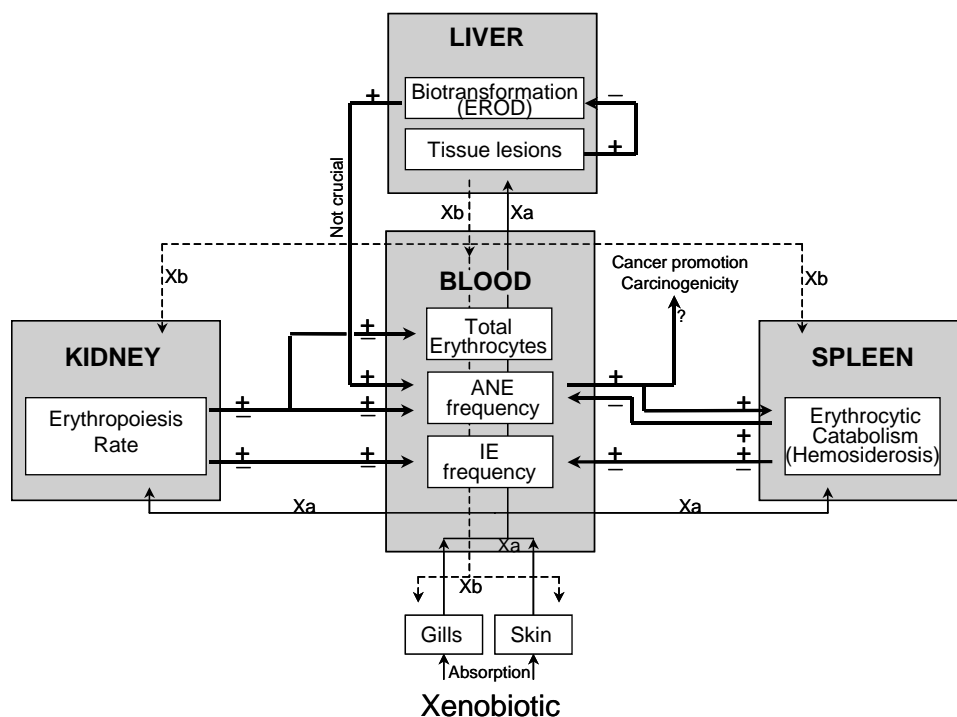 LIVER
+
Biotransformation
(EROD)
–
Tissue lesions
+
Not crucial
Xb
Xa
Xb
BLOOD
Cancer promotion
Carcinogenicity
Xb
?
KIDNEY
Total
Erythrocytes
SPLEEN
+
–
+
ANE
frequency
+
+
Erythropoiesis
Rate
+
–
+
–
Erythrocytic
Catabolism
(Hemosiderosis)
+
IE
frequency
+
–
+
–
+
–
+
–
Xa
Xa
Xa
Xb
Gills
Skin
Absorption
Xenobiotic